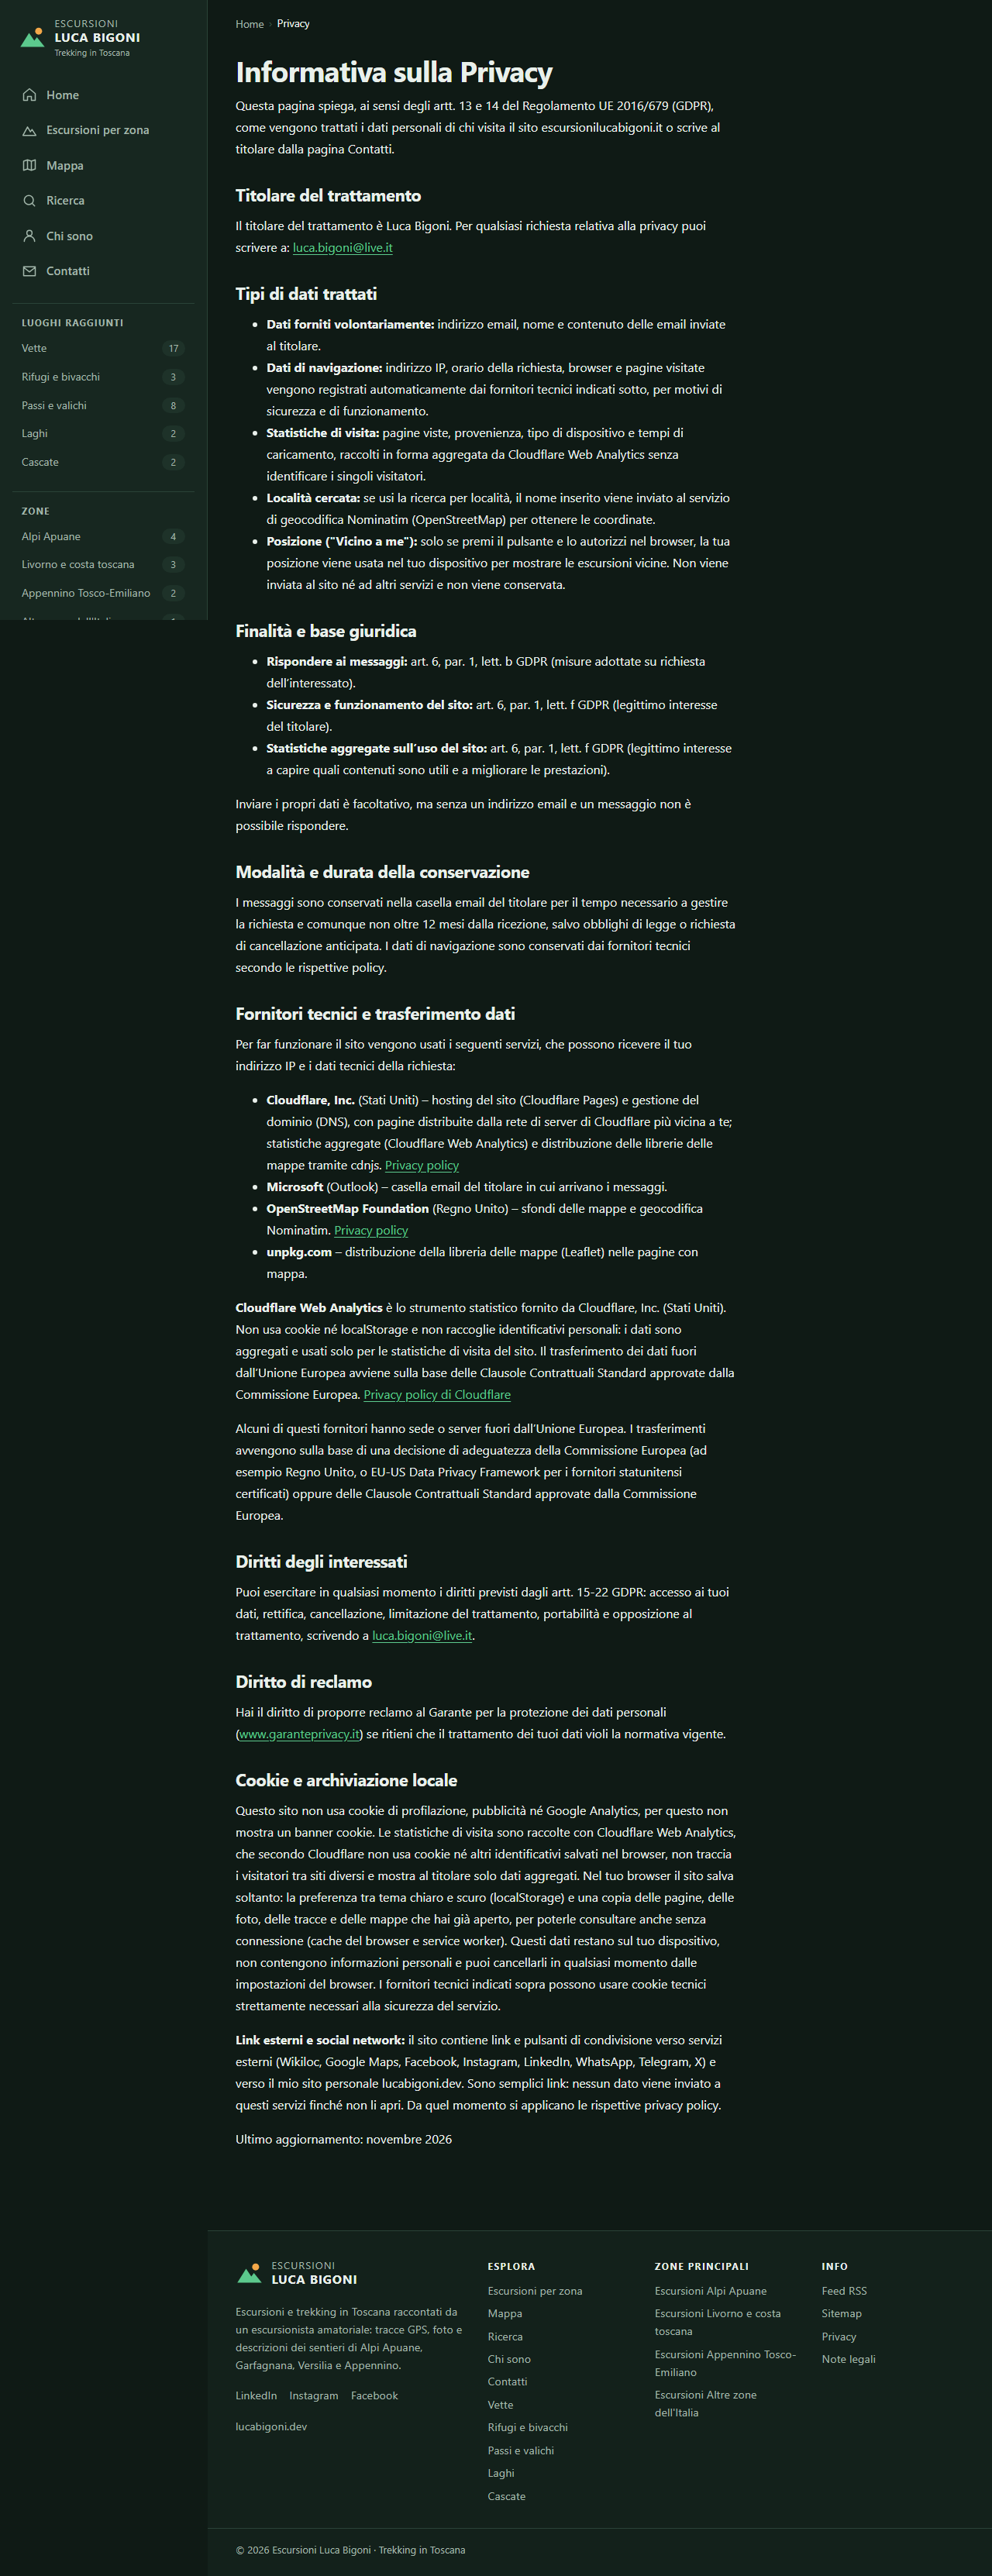 ESCURSIONI
LUCA BIGONI
Trekking in Toscana
Home
Escursioni per zona
Mappa
Ricerca
Chi sono
Contatti
LUOGHI RAGGIUNTI
Vette 17
Rifugi e bivacchi 3
Passi e valichi 8
Laghi 2
Cascate 2
ZONE
Alpi Apuane 4
Livorno e costa toscana 3
Appennino Tosco-Emiliano 2
Home › Privacy
Informativa sulla Privacy
Questa pagina spiega, ai sensi degli artt. 13 e 14 del Regolamento UE 2016/679 (GDPR),
come vengono trattati i dati personali di chi visita il sito escursionilucabigoni.it o scrive al
titolare dalla pagina Contatti.
Titolare del trattamento
Il titolare del trattamento è Luca Bigoni. Per qualsiasi richiesta relativa alla privacy puoi
scrivere a: luca.bigoni@live.it
Tipi di dati trattati
• Dati forniti volontariamente: indirizzo email, nome e contenuto delle email inviate
al titolare.
• Dati di navigazione: indirizzo IP, orario della richiesta, browser e pagine visitate
vengono registrati automaticamente dai fornitori tecnici indicati sotto, per motivi di
sicurezza e di funzionamento.
• Statistiche di visita: pagine viste, provenienza, tipo di dispositivo e tempi di
caricamento, raccolti in forma aggregata da Cloudflare Web Analytics senza
identificare i singoli visitatori.
• Località cercata: se usi la ricerca per località, il nome inserito viene inviato al servizio
di geocodifica Nominatim (OpenStreetMap) per ottenere le coordinate.
• Posizione ("Vicino a me"): solo se premi il pulsante e lo autorizzi nel browser, la tua
posizione viene usata nel tuo dispositivo per mostrare le escursioni vicine. Non viene
inviata al sito né ad altri servizi e non viene conservata.
Finalità e base giuridica
• Rispondere ai messaggi: art. 6, par. 1, lett. b GDPR (misure adottate su richiesta
dell’interessato).
• Sicurezza e funzionamento del sito: art. 6, par. 1, lett. f GDPR (legittimo interesse
del titolare).
• Statistiche aggregate sull’uso del sito: art. 6, par. 1, lett. f GDPR (legittimo interesse
a capire quali contenuti sono utili e a migliorare le prestazioni).
Inviare i propri dati è facoltativo, ma senza un indirizzo email e un messaggio non è
possibile rispondere.
Modalità e durata della conservazione
I messaggi sono conservati nella casella email del titolare per il tempo necessario a gestire
la richiesta e comunque non oltre 12 mesi dalla ricezione, salvo obblighi di legge o richiesta
di cancellazione anticipata. I dati di navigazione sono conservati dai fornitori tecnici
secondo le rispettive policy.
Fornitori tecnici e trasferimento dati
Per far funzionare il sito vengono usati i seguenti servizi, che possono ricevere il tuo
indirizzo IP e i dati tecnici della richiesta:
• Cloudflare, Inc. (Stati Uniti) – hosting del sito (Cloudflare Pages) e gestione del
dominio (DNS), con pagine distribuite dalla rete di server di Cloudflare più vicina a te;
statistiche aggregate (Cloudflare Web Analytics) e distribuzione delle librerie delle
mappe tramite cdnjs. Privacy policy
• Microsoft (Outlook) – casella email del titolare in cui arrivano i messaggi.
• OpenStreetMap Foundation (Regno Unito) – sfondi delle mappe e geocodifica
Nominatim. Privacy policy
• unpkg.com – distribuzione della libreria delle mappe (Leaflet) nelle pagine con
mappa.
Cloudflare Web Analytics è lo strumento statistico fornito da Cloudflare, Inc. (Stati Uniti).
Non usa cookie né localStorage e non raccoglie identificativi personali: i dati sono
aggregati e usati solo per le statistiche di visita del sito. Il trasferimento dei dati fuori
dall’Unione Europea avviene sulla base delle Clausole Contrattuali Standard approvate dalla
Commissione Europea. Privacy policy di Cloudflare
Alcuni di questi fornitori hanno sede o server fuori dall’Unione Europea. I trasferimenti
avvengono sulla base di una decisione di adeguatezza della Commissione Europea (ad
esempio Regno Unito, o EU-US Data Privacy Framework per i fornitori statunitensi
certificati) oppure delle Clausole Contrattuali Standard approvate dalla Commissione
Europea.
Diritti degli interessati
Puoi esercitare in qualsiasi momento i diritti previsti dagli artt. 15-22 GDPR: accesso ai tuoi
dati, rettifica, cancellazione, limitazione del trattamento, portabilità e opposizione al
trattamento, scrivendo a luca.bigoni@live.it.
Diritto di reclamo
Hai il diritto di proporre reclamo al Garante per la protezione dei dati personali
(www.garanteprivacy.it) se ritieni che il trattamento dei tuoi dati violi la normativa vigente.
Cookie e archiviazione locale
Questo sito non usa cookie di profilazione, pubblicità né Google Analytics, per questo non
mostra un banner cookie. Le statistiche di visita sono raccolte con Cloudflare Web Analytics,
che secondo Cloudflare non usa cookie né altri identificativi salvati nel browser, non traccia
i visitatori tra siti diversi e mostra al titolare solo dati aggregati. Nel tuo browser il sito salva
soltanto: la preferenza tra tema chiaro e scuro (localStorage) e una copia delle pagine, delle
foto, delle tracce e delle mappe che hai già aperto, per poterle consultare anche senza
connessione (cache del browser e service worker). Questi dati restano sul tuo dispositivo,
non contengono informazioni personali e puoi cancellarli in qualsiasi momento dalle
impostazioni del browser. I fornitori tecnici indicati sopra possono usare cookie tecnici
strettamente necessari alla sicurezza del servizio.
Link esterni e social network: il sito contiene link e pulsanti di condivisione verso servizi
esterni (Wikiloc, Google Maps, Facebook, Instagram, LinkedIn, WhatsApp, Telegram, X) e
verso il mio sito personale lucabigoni.dev. Sono semplici link: nessun dato viene inviato a
questi servizi finché non li apri. Da quel momento si applicano le rispettive privacy policy.
Ultimo aggiornamento: novembre 2026
ESCURSIONI
LUCA BIGONI
Escursioni e trekking in Toscana raccontati da
un escursionista amatoriale: tracce GPS, foto e
descrizioni dei sentieri di Alpi Apuane,
Garfagnana, Versilia e Appennino.
LinkedIn Instagram Facebook
lucabigoni.dev
ESPLORA
Escursioni per zona
Mappa
Ricerca
Chi sono
Contatti
Vette
Rifugi e bivacchi
Passi e valichi
Laghi
Cascate
ZONE PRINCIPALI
Escursioni Alpi Apuane
Escursioni Livorno e costa
toscana
Escursioni Appennino Tosco-
Emiliano
Escursioni Altre zone
dell’Italia
INFO
Feed RSS
Sitemap
Privacy
Note legali
© 2026 Escursioni Luca Bigoni · Trekking in Toscana